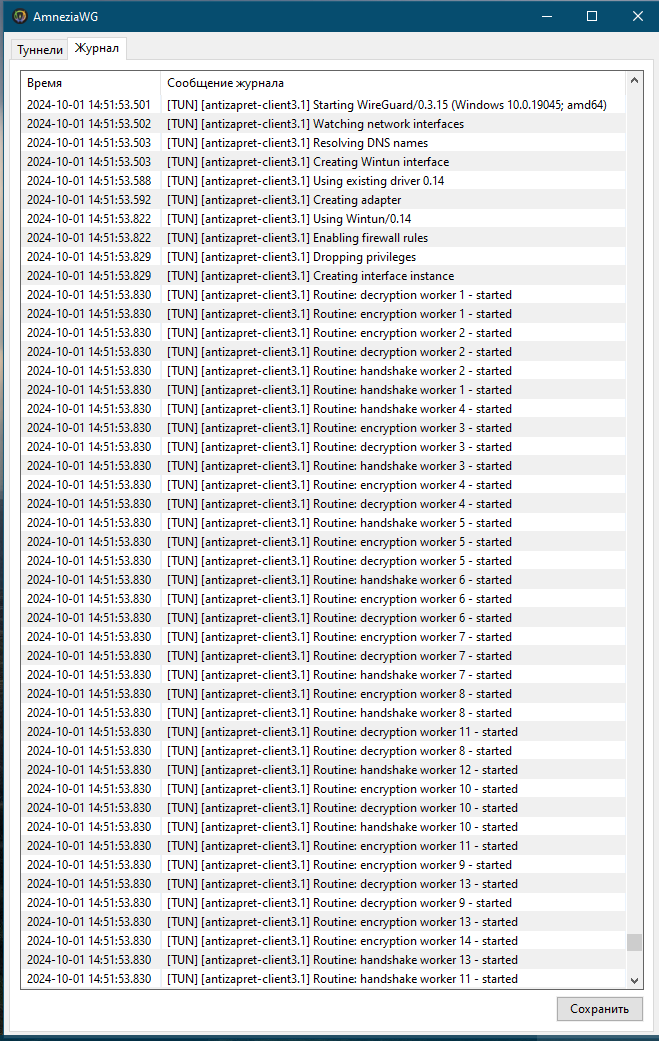 AmneziaWG
Туннели Журнал
Время Сообщение журнала
2024-10-01 14:51:53.501 [TUN] [antizapret-client3.1] Starting WireGuard/0.3.15 (Windows 10.0.19045; amd64)
2024-10-01 14:51:53.502 [TUN] [antizapret-client3.1] Watching network interfaces
2024-10-01 14:51:53.503 [TUN] [antizapret-client3.1] Resolving DNS names
2024-10-01 14:51:53.503 [TUN] [antizapret-client3.1] Creating Wintun interface
2024-10-01 14:51:53.588 [TUN] [antizapret-client3.1] Using existing driver 0.14
2024-10-01 14:51:53.592 [TUN] [antizapret-client3.1] Creating adapter
2024-10-01 14:51:53.822 [TUN] [antizapret-client3.1] Using Wintun/0.14
2024-10-01 14:51:53.822 [TUN] [antizapret-client3.1] Enabling firewall rules
2024-10-01 14:51:53.829 [TUN] [antizapret-client3.1] Dropping privileges
2024-10-01 14:51:53.829 [TUN] [antizapret-client3.1] Creating interface instance
2024-10-01 14:51:53.830 [TUN] [antizapret-client3.1] Routine: decryption worker 1 - started
2024-10-01 14:51:53.830 [TUN] [antizapret-client3.1] Routine: encryption worker 1 - started
2024-10-01 14:51:53.830 [TUN] [antizapret-client3.1] Routine: encryption worker 2 - started
2024-10-01 14:51:53.830 [TUN] [antizapret-client3.1] Routine: decryption worker 2 - started
2024-10-01 14:51:53.830 [TUN] [antizapret-client3.1] Routine: handshake worker 2 - started
2024-10-01 14:51:53.830 [TUN] [antizapret-client3.1] Routine: handshake worker 1 - started
2024-10-01 14:51:53.830 [TUN] [antizapret-client3.1] Routine: handshake worker 4 - started
2024-10-01 14:51:53.830 [TUN] [antizapret-client3.1] Routine: encryption worker 3 - started
2024-10-01 14:51:53.830 [TUN] [antizapret-client3.1] Routine: decryption worker 3 - started
2024-10-01 14:51:53.830 [TUN] [antizapret-client3.1] Routine: handshake worker 3 - started
2024-10-01 14:51:53.830 [TUN] [antizapret-client3.1] Routine: encryption worker 4 - started
2024-10-01 14:51:53.830 [TUN] [antizapret-client3.1] Routine: decryption worker 4 - started
2024-10-01 14:51:53.830 [TUN] [antizapret-client3.1] Routine: handshake worker 5 - started
2024-10-01 14:51:53.830 [TUN] [antizapret-client3.1] Routine: encryption worker 5 - started
2024-10-01 14:51:53.830 [TUN] [antizapret-client3.1] Routine: decryption worker 5 - started
2024-10-01 14:51:53.830 [TUN] [antizapret-client3.1] Routine: handshake worker 6 - started
2024-10-01 14:51:53.830 [TUN] [antizapret-client3.1] Routine: encryption worker 6 - started
2024-10-01 14:51:53.830 [TUN] [antizapret-client3.1] Routine: decryption worker 6 - started
2024-10-01 14:51:53.830 [TUN] [antizapret-client3.1] Routine: encryption worker 7 - started
2024-10-01 14:51:53.830 [TUN] [antizapret-client3.1] Routine: decryption worker 7 - started
2024-10-01 14:51:53.830 [TUN] [antizapret-client3.1] Routine: handshake worker 7 - started
2024-10-01 14:51:53.830 [TUN] [antizapret-client3.1] Routine: encryption worker 8 - started
2024-10-01 14:51:53.830 [TUN] [antizapret-client3.1] Routine: handshake worker 8 - started
2024-10-01 14:51:53.830 [TUN] [antizapret-client3.1] Routine: decryption worker 11 - started
2024-10-01 14:51:53.830 [TUN] [antizapret-client3.1] Routine: decryption worker 8 - started
2024-10-01 14:51:53.830 [TUN] [antizapret-client3.1] Routine: handshake worker 12 - started
2024-10-01 14:51:53.830 [TUN] [antizapret-client3.1] Routine: encryption worker 10 - started
2024-10-01 14:51:53.830 [TUN] [antizapret-client3.1] Routine: decryption worker 10 - started
2024-10-01 14:51:53.830 [TUN] [antizapret-client3.1] Routine: handshake worker 10 - started
2024-10-01 14:51:53.830 [TUN] [antizapret-client3.1] Routine: encryption worker 11 - started
2024-10-01 14:51:53.830 [TUN] [antizapret-client3.1] Routine: encryption worker 9 - started
2024-10-01 14:51:53.830 [TUN] [antizapret-client3.1] Routine: decryption worker 13 - started
2024-10-01 14:51:53.830 [TUN] [antizapret-client3.1] Routine: decryption worker 9 - started
2024-10-01 14:51:53.830 [TUN] [antizapret-client3.1] Routine: encryption worker 13 - started
2024-10-01 14:51:53.830 [TUN] [antizapret-client3.1] Routine: encryption worker 14 - started
2024-10-01 14:51:53.830 [TUN] [antizapret-client3.1] Routine: handshake worker 13 - started
2024-10-01 14:51:53.830 [TUN] [antizapret-client3.1] Routine: handshake worker 11 - started
Сохранить